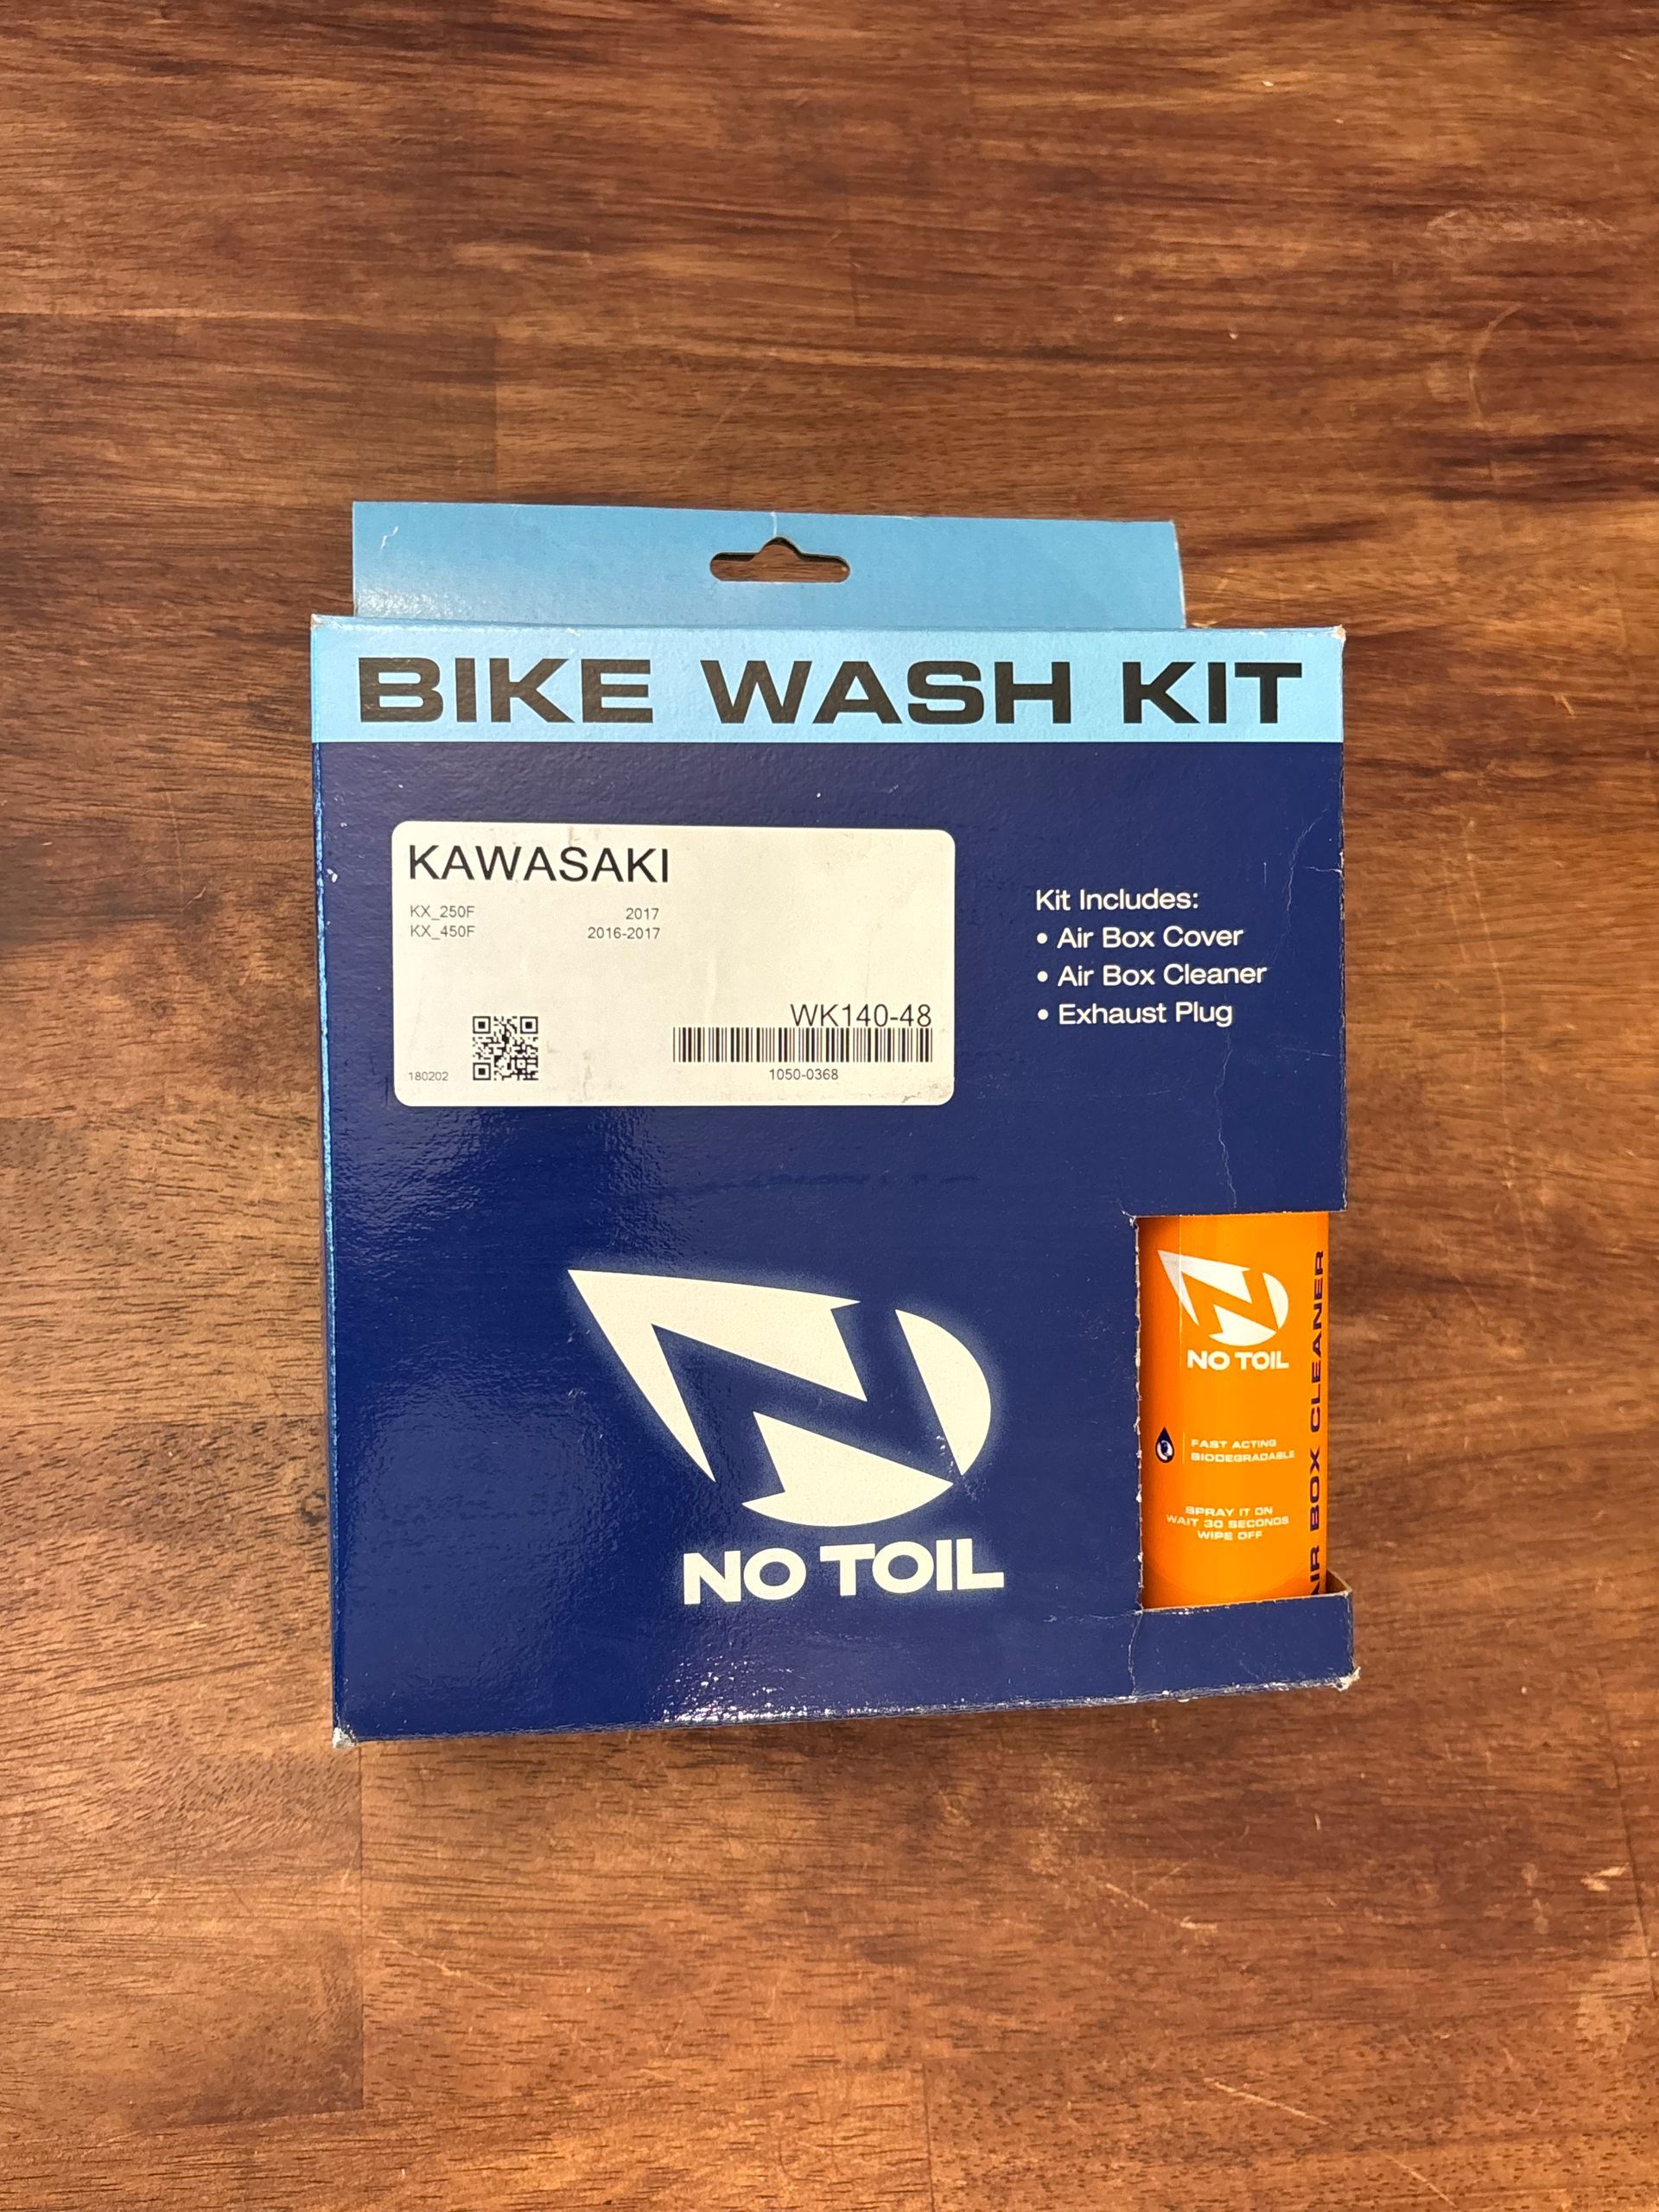 BIKE WASH KIT
KAWASAKI
KX_250F 2017
KX_450F 2016-2017
WK140-48
1050-0368
180202
Kit Includes:
• Air Box Cover
• Air Box Cleaner
• Exhaust Plug
NO TOIL
NO TOIL
FAST ACTING
BIODEGRADABLE
SPRAY IT ON
WAIT 30 SECONDS
WIPE OFF
AIR BOX CLEANER